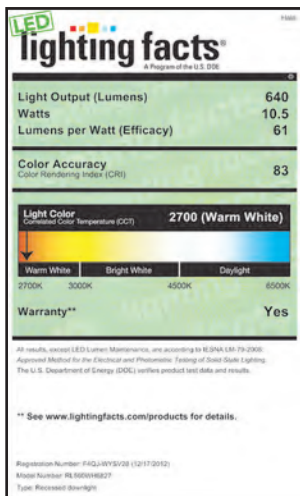 LED
lighting facts®
A Program of the U.S. DOE
Light Output (Lumens) 640
Watts 10.5
Lumens per Watt (Efficacy) 61
Color Accuracy 83
Color Rendering Index (CRI)
Light Color 2700 (Warm White)
Correlated Color Temperature (CCT)
Warm White Bright White Daylight
2700K 3000K 4500K 6500K
Warranty** Yes
All results, except LED Lumen Maintenance, are according to IESNA LM-79-2008:
Approved Method for the Electrical and Photometric Testing of Solid-State Lighting.
The U.S. Department of Energy (DOE) verifies product test data and results.
** See www.lightingfacts.com/products for details.
Registration Number: (12/17/2012)
Model Number:
Type: Recessed downlight